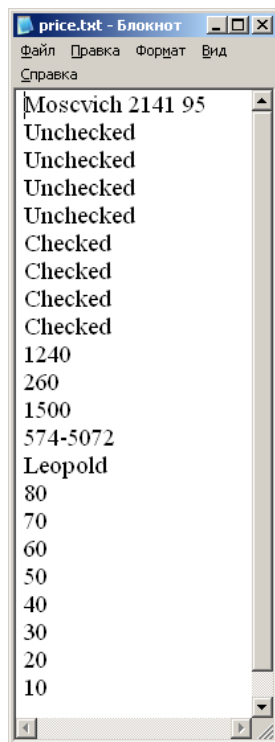 price.txt - Блокнот
Файл Правка Формат Вид
Справка
Moscvich 2141 95
Unchecked
Unchecked
Unchecked
Unchecked
Checked
Checked
Checked
Checked
1240
260
1500
574-5072
Leopold
80
70
60
50
40
30
20
10